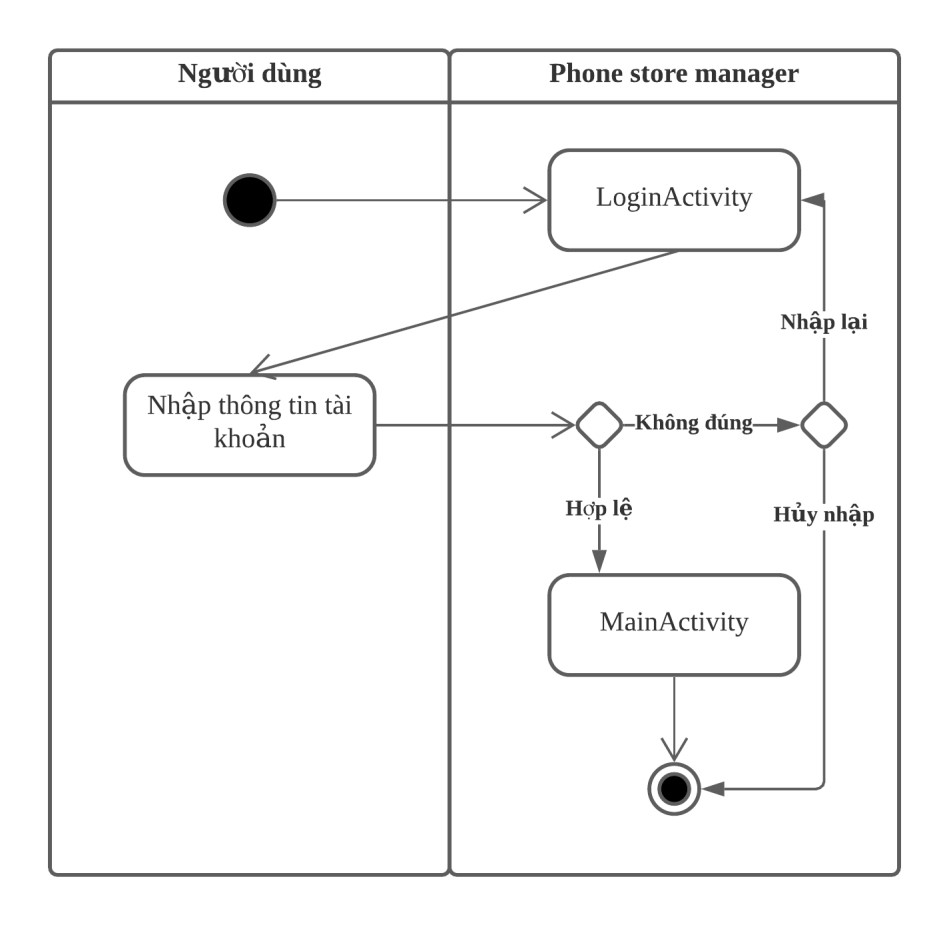 Người dùng
Phone store manager
LoginActivity
Nhập lại
Nhập thông tin tài
khoản
Không đúng
Hợp lệ
Hủy nhập
MainActivity